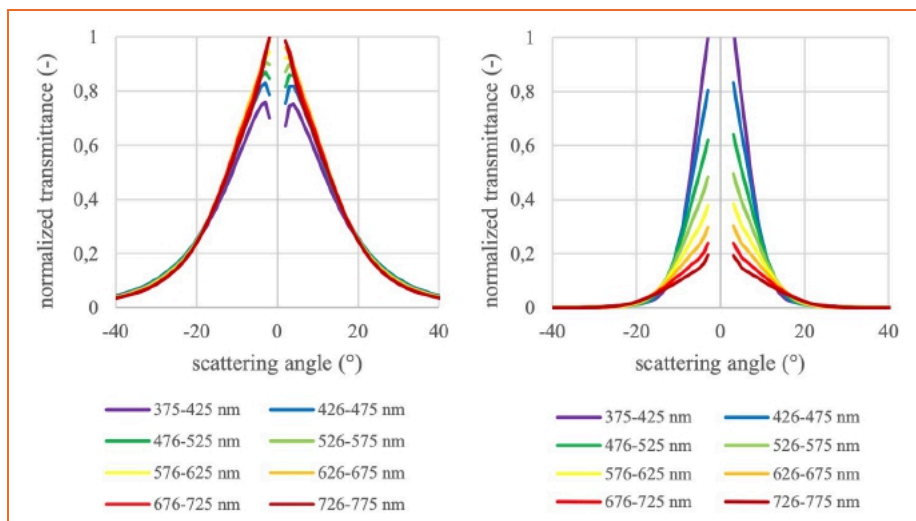 1
0,8
0,6
0,4
0,2
0
-40 -20 0 20 40
normalized transmittance (-)
scattering angle (°)
375-425 nm 426-475 nm
476-525 nm 526-575 nm
576-625 nm 626-675 nm
676-725 nm 726-775 nm
1
0,8
0,6
0,4
0,2
0
-40 -20 0 20 40
normalized transmittance (-)
scattering angle (°)
375-425 nm 426-475 nm
476-525 nm 526-575 nm
576-625 nm 626-675 nm
676-725 nm 726-775 nm